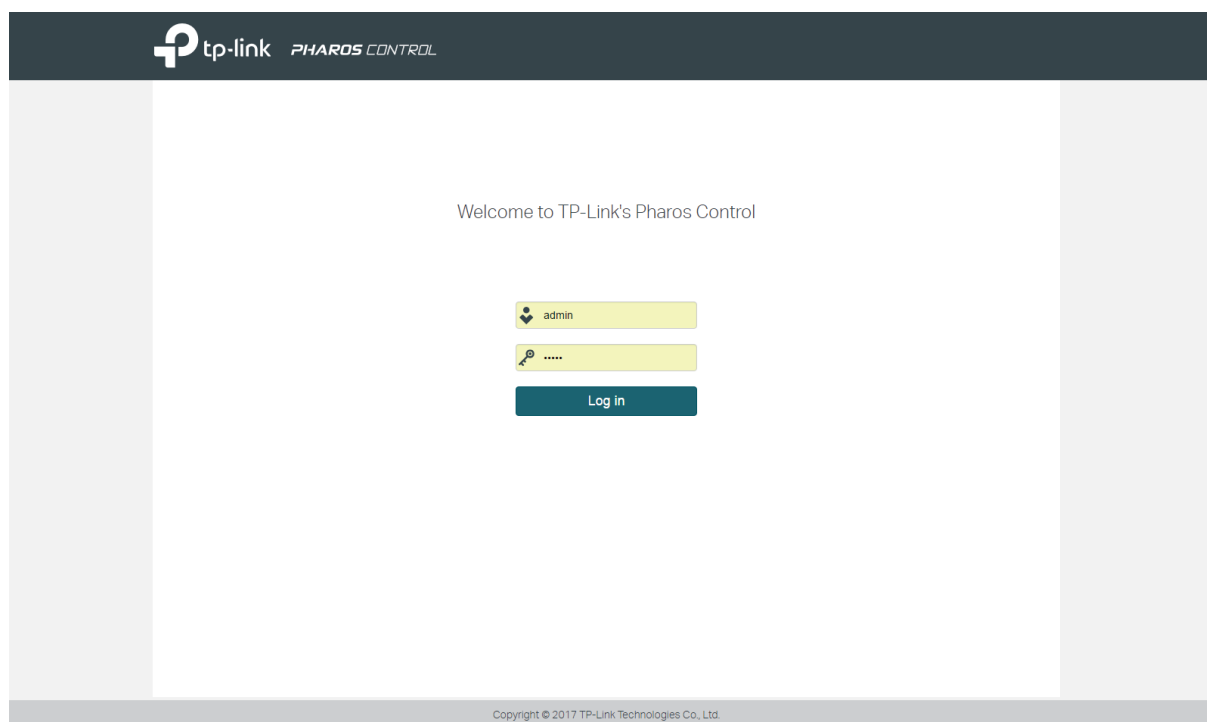 tp-link PHAROS CONTROL
Welcome to TP-Link's Pharos Control
admin
•••••
Log in
Copyright © 2017 TP-Link Technologies Co., Ltd.